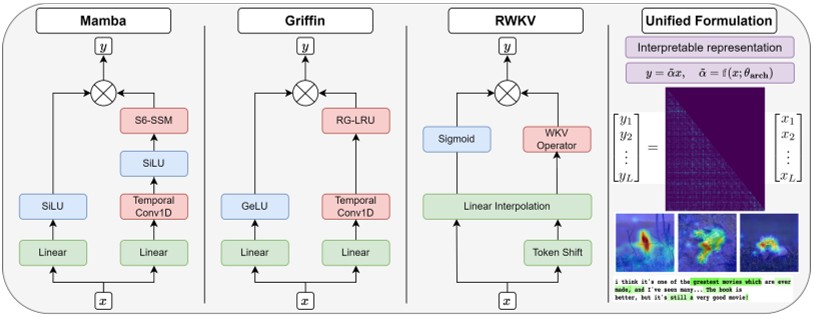 Mamba
y
S6-SSM
SiLU
SiLU
Temporal
Conv1D
Linear
Linear
x
Griffin
y
RG-LRU
GeLU
Temporal
Conv1D
Linear
Linear
x
RWKV
y
Sigmoid
WKV
Operator
Linear Interpolation
Token Shift
x
Unified Formulation
Interpretable representation
y = α̃x, α̃ = f(x; θ_arch)
y₁
y₂
⋮
y_L
=
x₁
x₂
⋮
x_L
i think it's one of the greatest movies which are ever
made, and I've seen many... The book is
better, but it's still a very good movie!